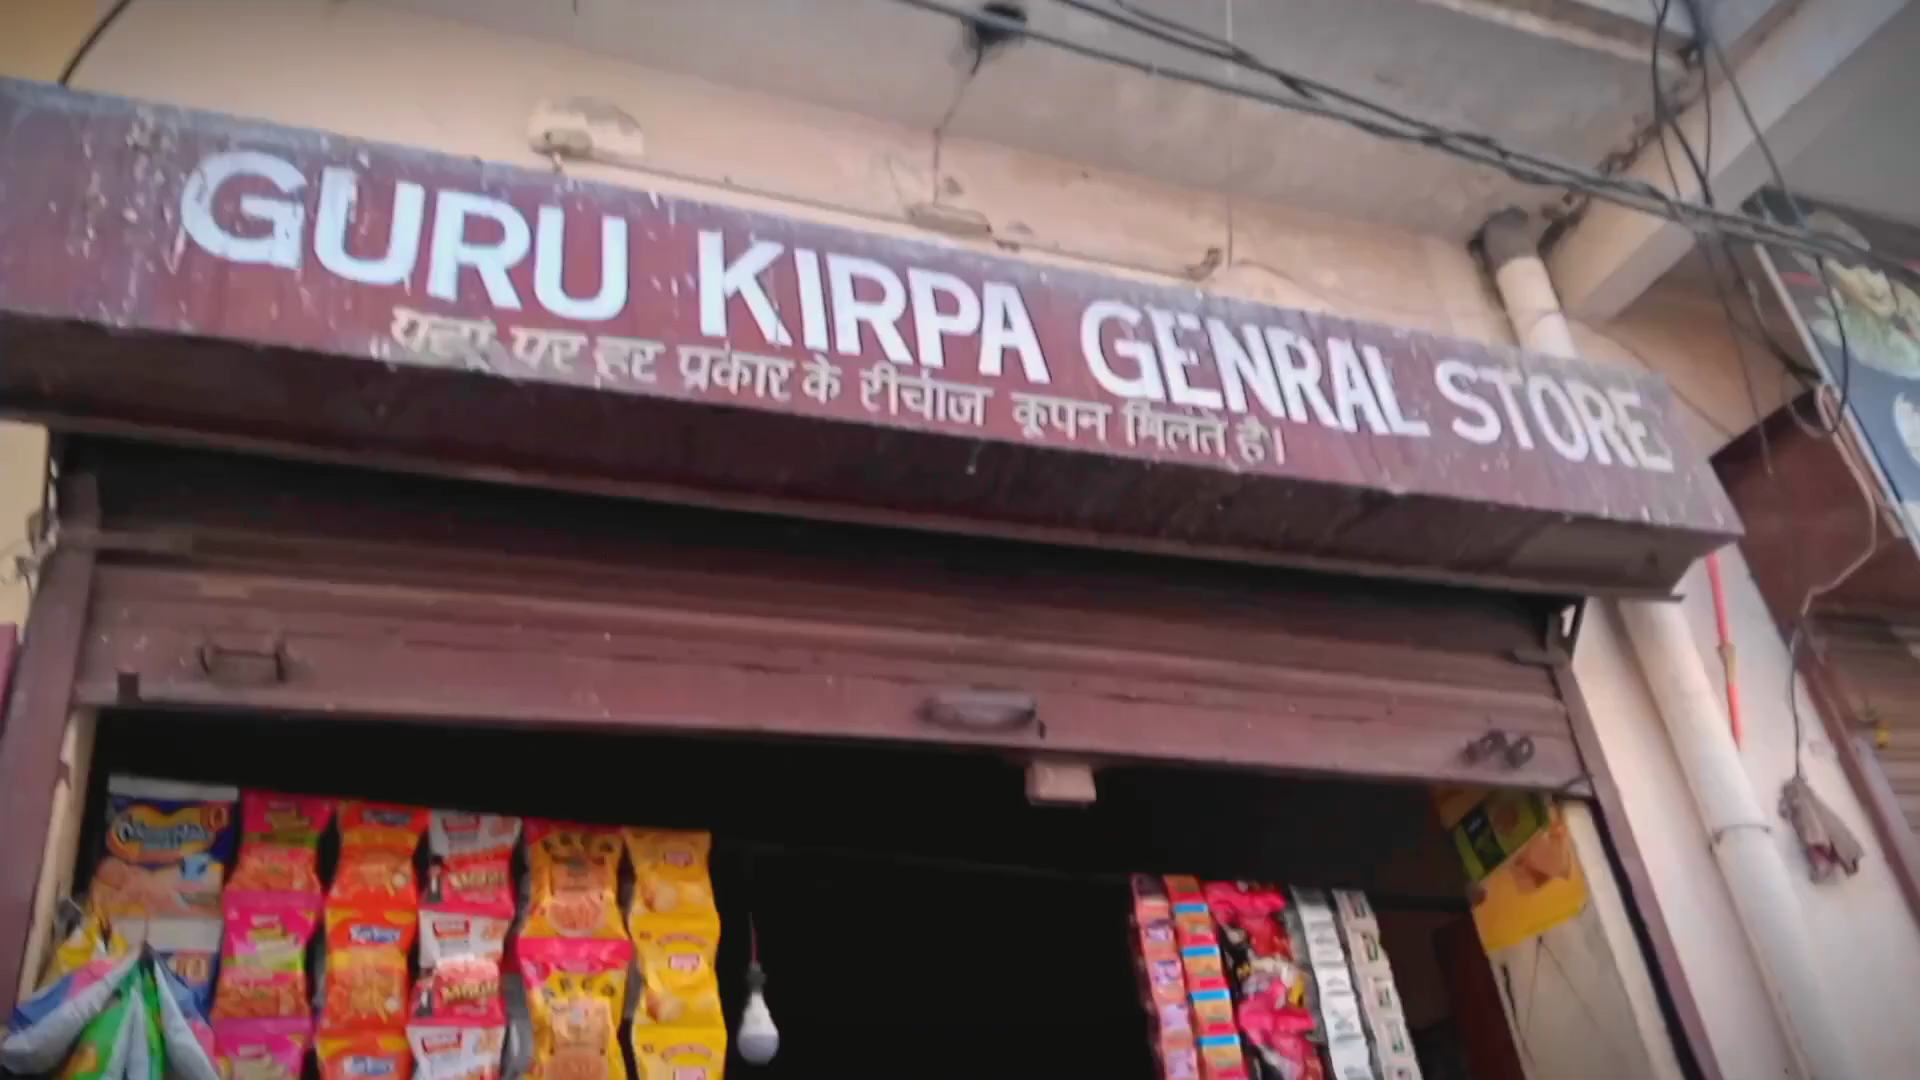 GURU KIRPA GENRAL STORE
यहाँ पर हर प्रकार के रीचार्ज कूपन मिलते है।